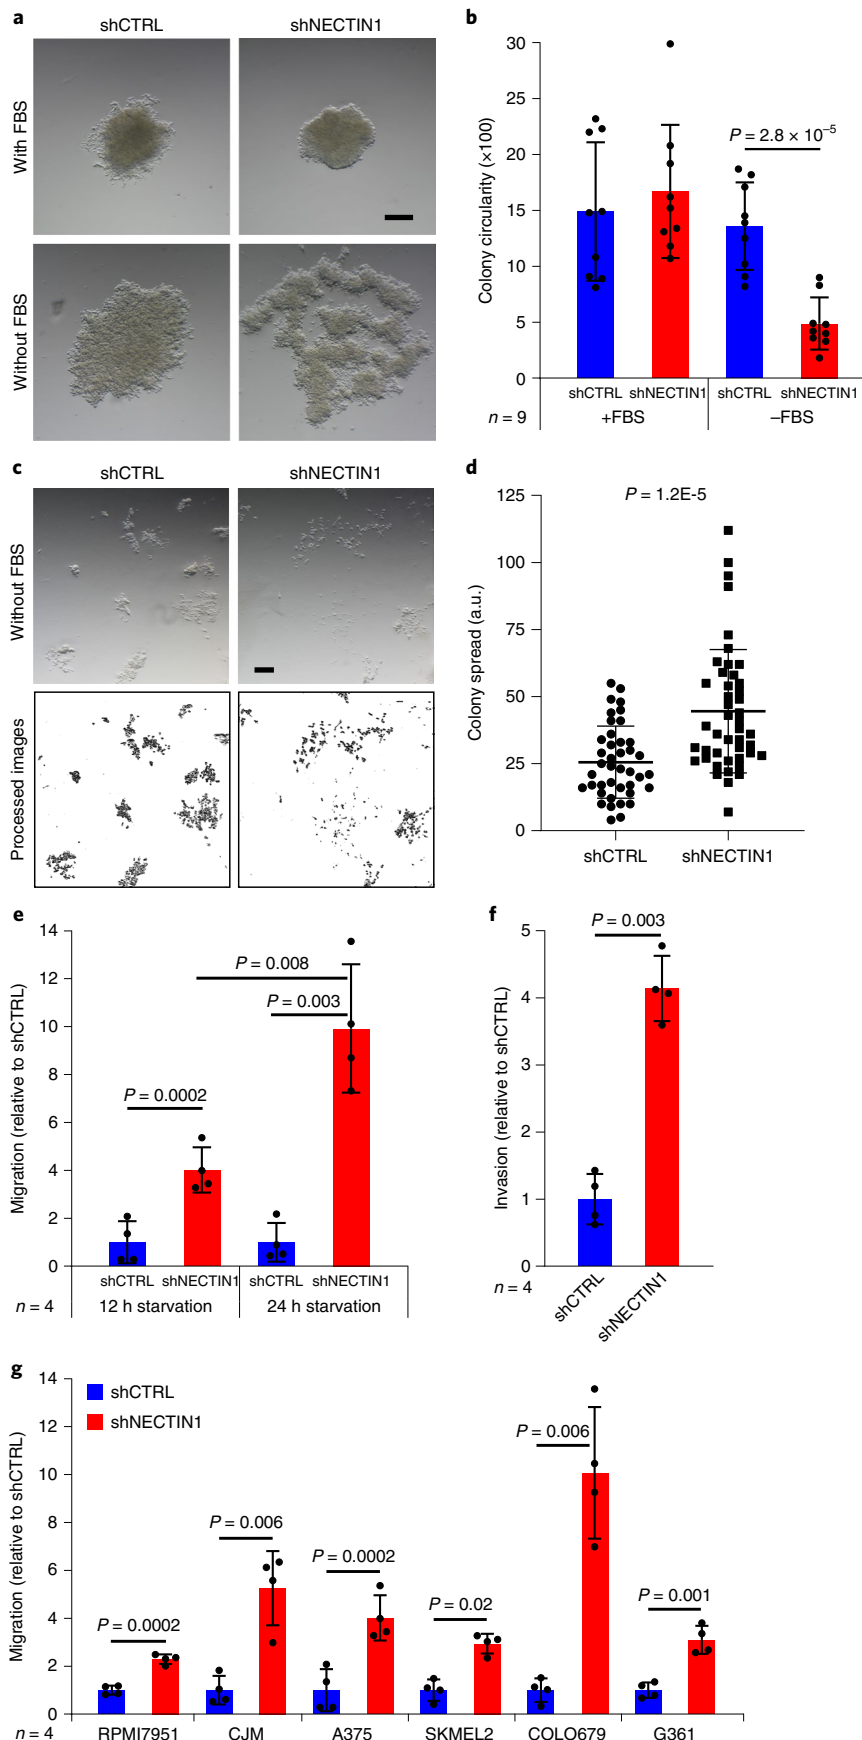 a
shCTRL
shNECTIN1
With FBS
Without FBS
b
Colony circularity (×100)
30
25
20
15
10
5
0
P = 2.8 × 10⁻⁵
shCTRL shNECTIN1 shCTRL shNECTIN1
n = 9
+FBS
–FBS
c
shCTRL
shNECTIN1
Without FBS
Processed images
d
Colony spread (a.u.)
125
100
75
50
25
0
P = 1.2E-5
shCTRL
shNECTIN1
e
Migration (relative to shCTRL)
14
12
10
8
6
4
2
0
P = 0.008
P = 0.003
P = 0.0002
shCTRL shNECTIN1 shCTRL shNECTIN1
n = 4
12 h starvation
24 h starvation
f
Invasion (relative to shCTRL)
5
4
3
2
1
0
P = 0.003
n = 4
shCTRL
shNECTIN1
g
Migration (relative to shCTRL)
14
12
10
8
6
4
2
0
shCTRL
shNECTIN1
P = 0.0002
P = 0.006
P = 0.0002
P = 0.02
P = 0.006
P = 0.001
n = 4
RPMI7951 CJM A375 SKMEL2 COLO679 G361